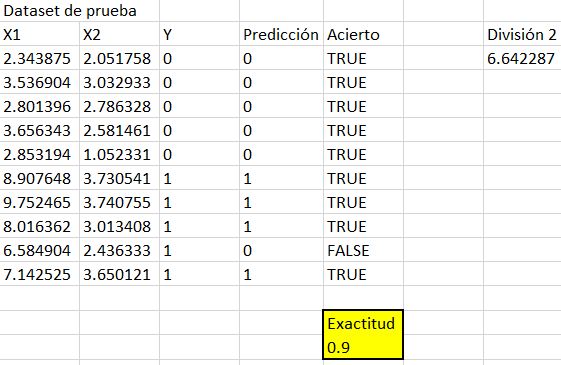 Dataset de prueba
X1 X2 Y Predicción Acierto División 2
2.343875 2.051758 0 0 TRUE 6.642287
3.536904 3.032933 0 0 TRUE
2.801396 2.786328 0 0 TRUE
3.656343 2.581461 0 0 TRUE
2.853194 1.052331 0 0 TRUE
8.907648 3.730541 1 1 TRUE
9.752465 3.740755 1 1 TRUE
8.016362 3.013408 1 1 TRUE
6.584904 2.436333 1 0 FALSE
7.142525 3.650121 1 1 TRUE
Exactitud
0.9